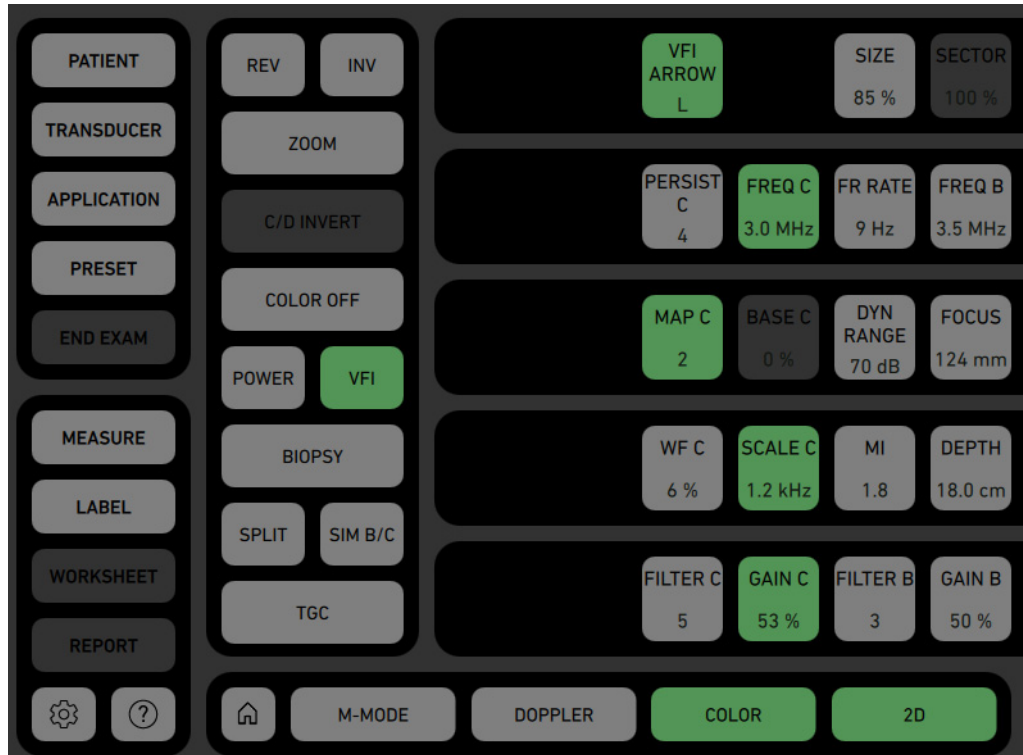 PATIENT
TRANSDUCER
APPLICATION
PRESET
END EXAM
MEASURE
LABEL
WORKSHEET
REPORT
?
REV INV
ZOOM
C/D INVERT
COLOR OFF
POWER VFI
BIOPSY
SPLIT SIM B/C
TGC
VFI
ARROW
L
SIZE
85 %
SECTOR
100 %
PERSIST
C
4
FREQ C
3.0 MHz
FR RATE
9 Hz
FREQ B
3.5 MHz
MAP C
2
BASE C
0 %
DYN
RANGE
70 dB
FOCUS
124 mm
WF C
6 %
SCALE C
1.2 kHz
MI
1.8
DEPTH
18.0 cm
FILTER C
5
GAIN C
53 %
FILTER B
3
GAIN B
50 %
M-MODE DOPPLER COLOR 2D